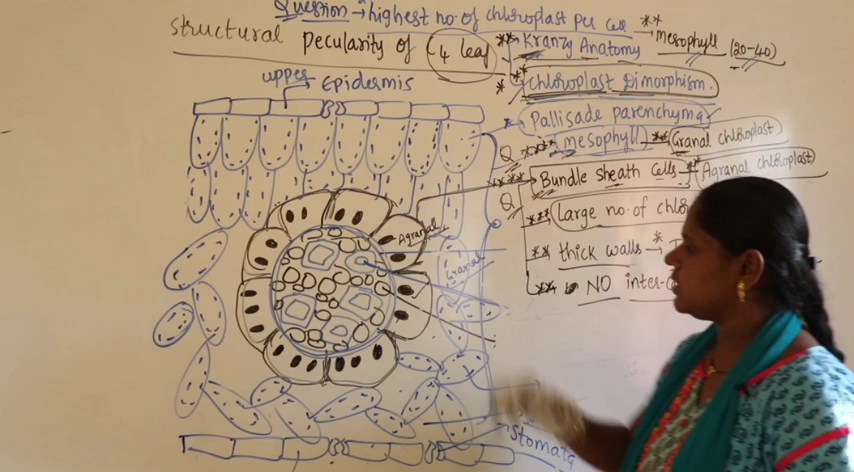 Question → highest no. of chloroplast per cell → ** Mesophyll (20-40)
structural pecurity of C4 leaf
** Kranzy Anatomy
* Chloroplast Dimorphism.
upper Epidermis
* Pallisade parenchyma
Q *** (mesophyll) ** Granal chloroplast
**** Bundle sheath cells → ** Agranal chloroplast
Q
*** Large no. of chlo
** thick walls → *
** NO inter-
Agranal
Granal
Stomata